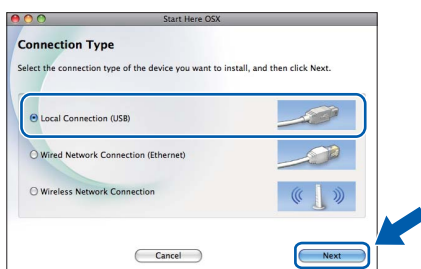 Start Here OSX
Connection Type
Select the connection type of the device you want to install, and then click Next.
Local Connection (USB)
Wired Network Connection (Ethernet)
Wireless Network Connection
Cancel
Next